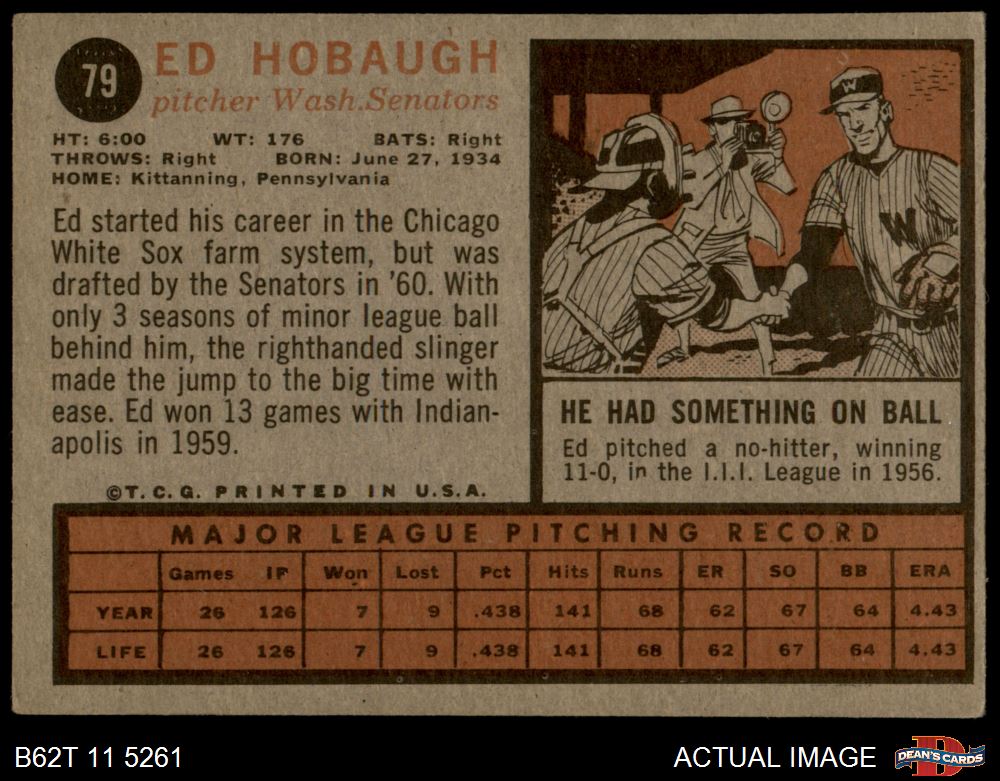 79
ED HOBAUGH
pitcher Wash.Senators
HT: 6:00 WT: 176 BATS: Right
THROWS: Right BORN: June 27, 1934
HOME: Kittanning, Pennsylvania
Ed started his career in the Chicago
White Sox farm system, but was
drafted by the Senators in '60. With
only 3 seasons of minor league ball
behind him, the righthanded slinger
made the jump to the big time with
ease. Ed won 13 games with Indian-
apolis in 1959.
©T.C.G. PRINTED IN U.S.A.
W
W
HE HAD SOMETHING ON BALL
Ed pitched a no-hitter, winning
11-0, in the I.I.I. League in 1956.
MAJOR LEAGUE PITCHING RECORD
Games IP Won Lost Pct Hits Runs ER SO BB ERA
YEAR 26 126 7 9 .438 141 68 62 67 64 4.43
LIFE 26 126 7 9 .438 141 68 62 67 64 4.43
B62T 11 5261
ACTUAL IMAGE
D
DEAN'S CARDS